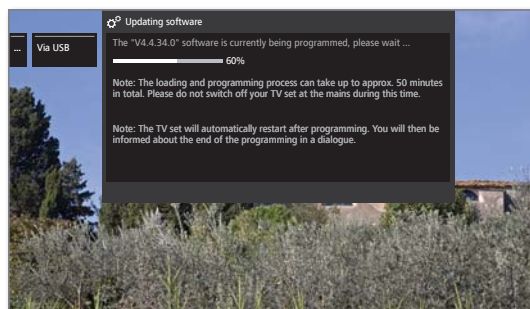 Updating software
... Via USB
The "V4.4.34.0" software is currently being programmed, please wait ...
60%
Note: The loading and programming process can take up to approx. 50 minutes
in total. Please do not switch off your TV set at the mains during this time.
Note: The TV set will automatically restart after programming. You will then be
informed about the end of the programming in a dialogue.